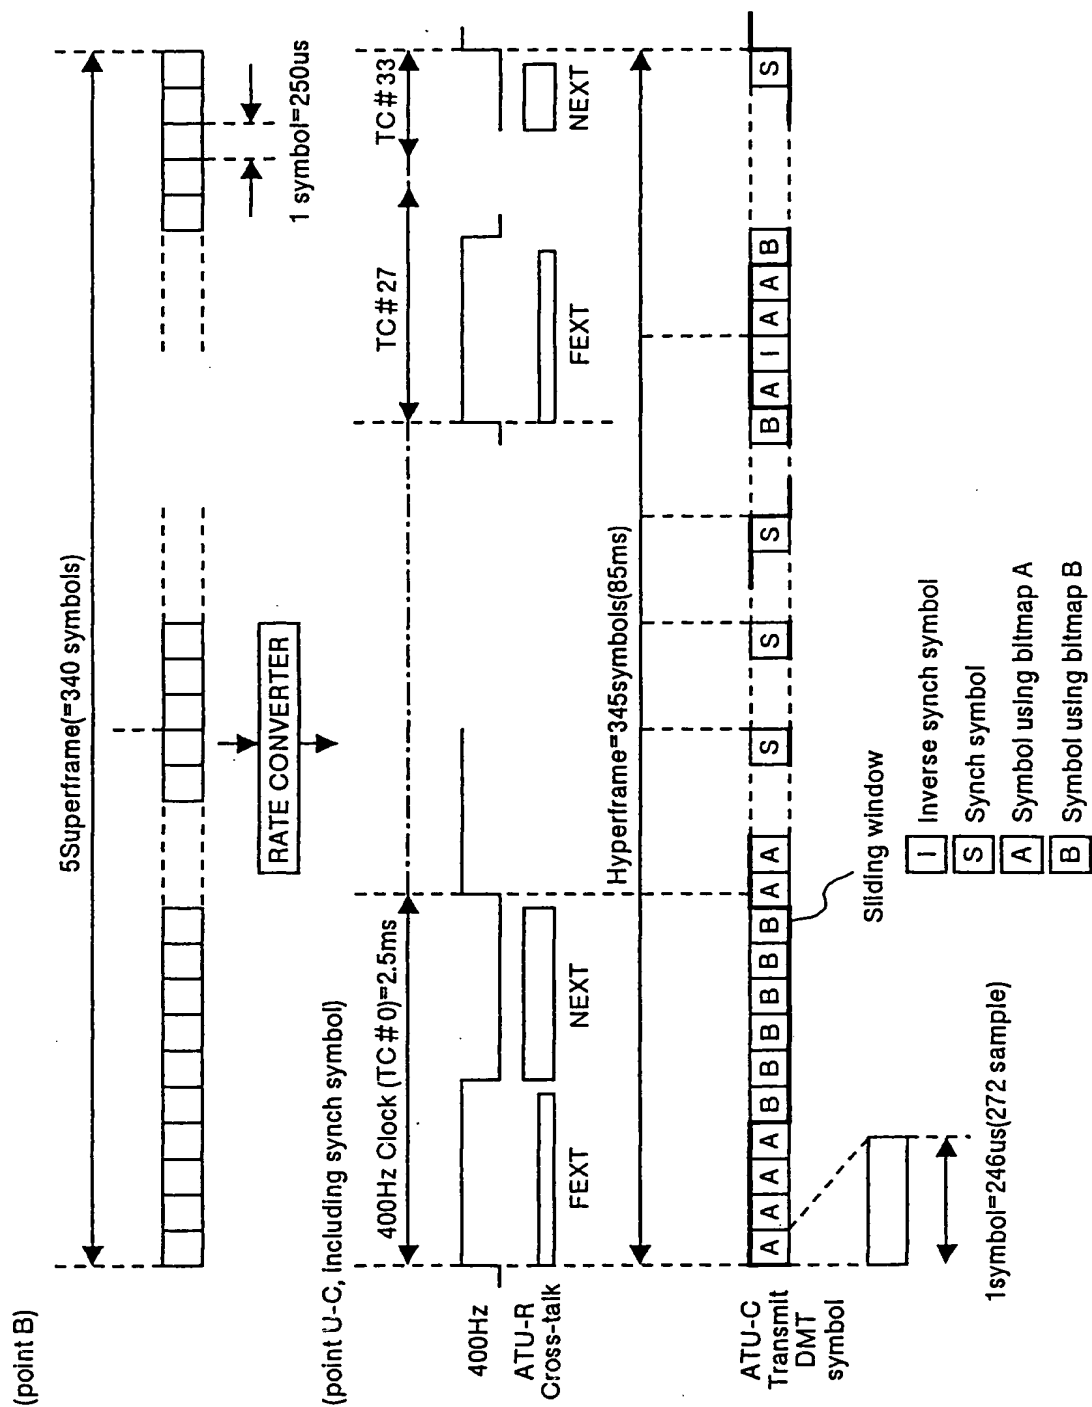 (point B)
5Superframe(=340 symbols)
1 symbol=250us
RATE CONVERTER
(point U-C, including synch symbol)
400Hz Clock (TC#0)=2.5ms
TC#27
TC#33
400Hz
ATU-R
Cross-talk
FEXT
NEXT
FEXT
NEXT
Hyperframe=345symbols(85ms)
ATU-C
Transmit
DMT
symbol
A A A A B B B B B B A A S S S B A I A A B S
Sliding window
1symbol=246us(272 sample)
I Inverse synch symbol
S Synch symbol
A Symbol using bitmap A
B Symbol using bitmap B